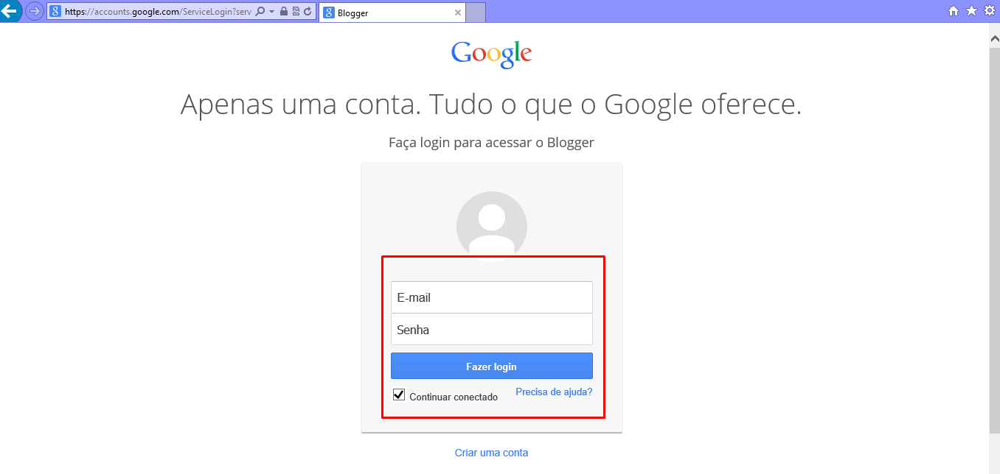 https://accounts.google.com/ServiceLogin?serv
Blogger
Google
Apenas uma conta. Tudo o que o Google oferece.
Faça login para acessar o Blogger
E-mail
Senha
Fazer login
Continuar conectado
Precisa de ajuda?
Criar uma conta